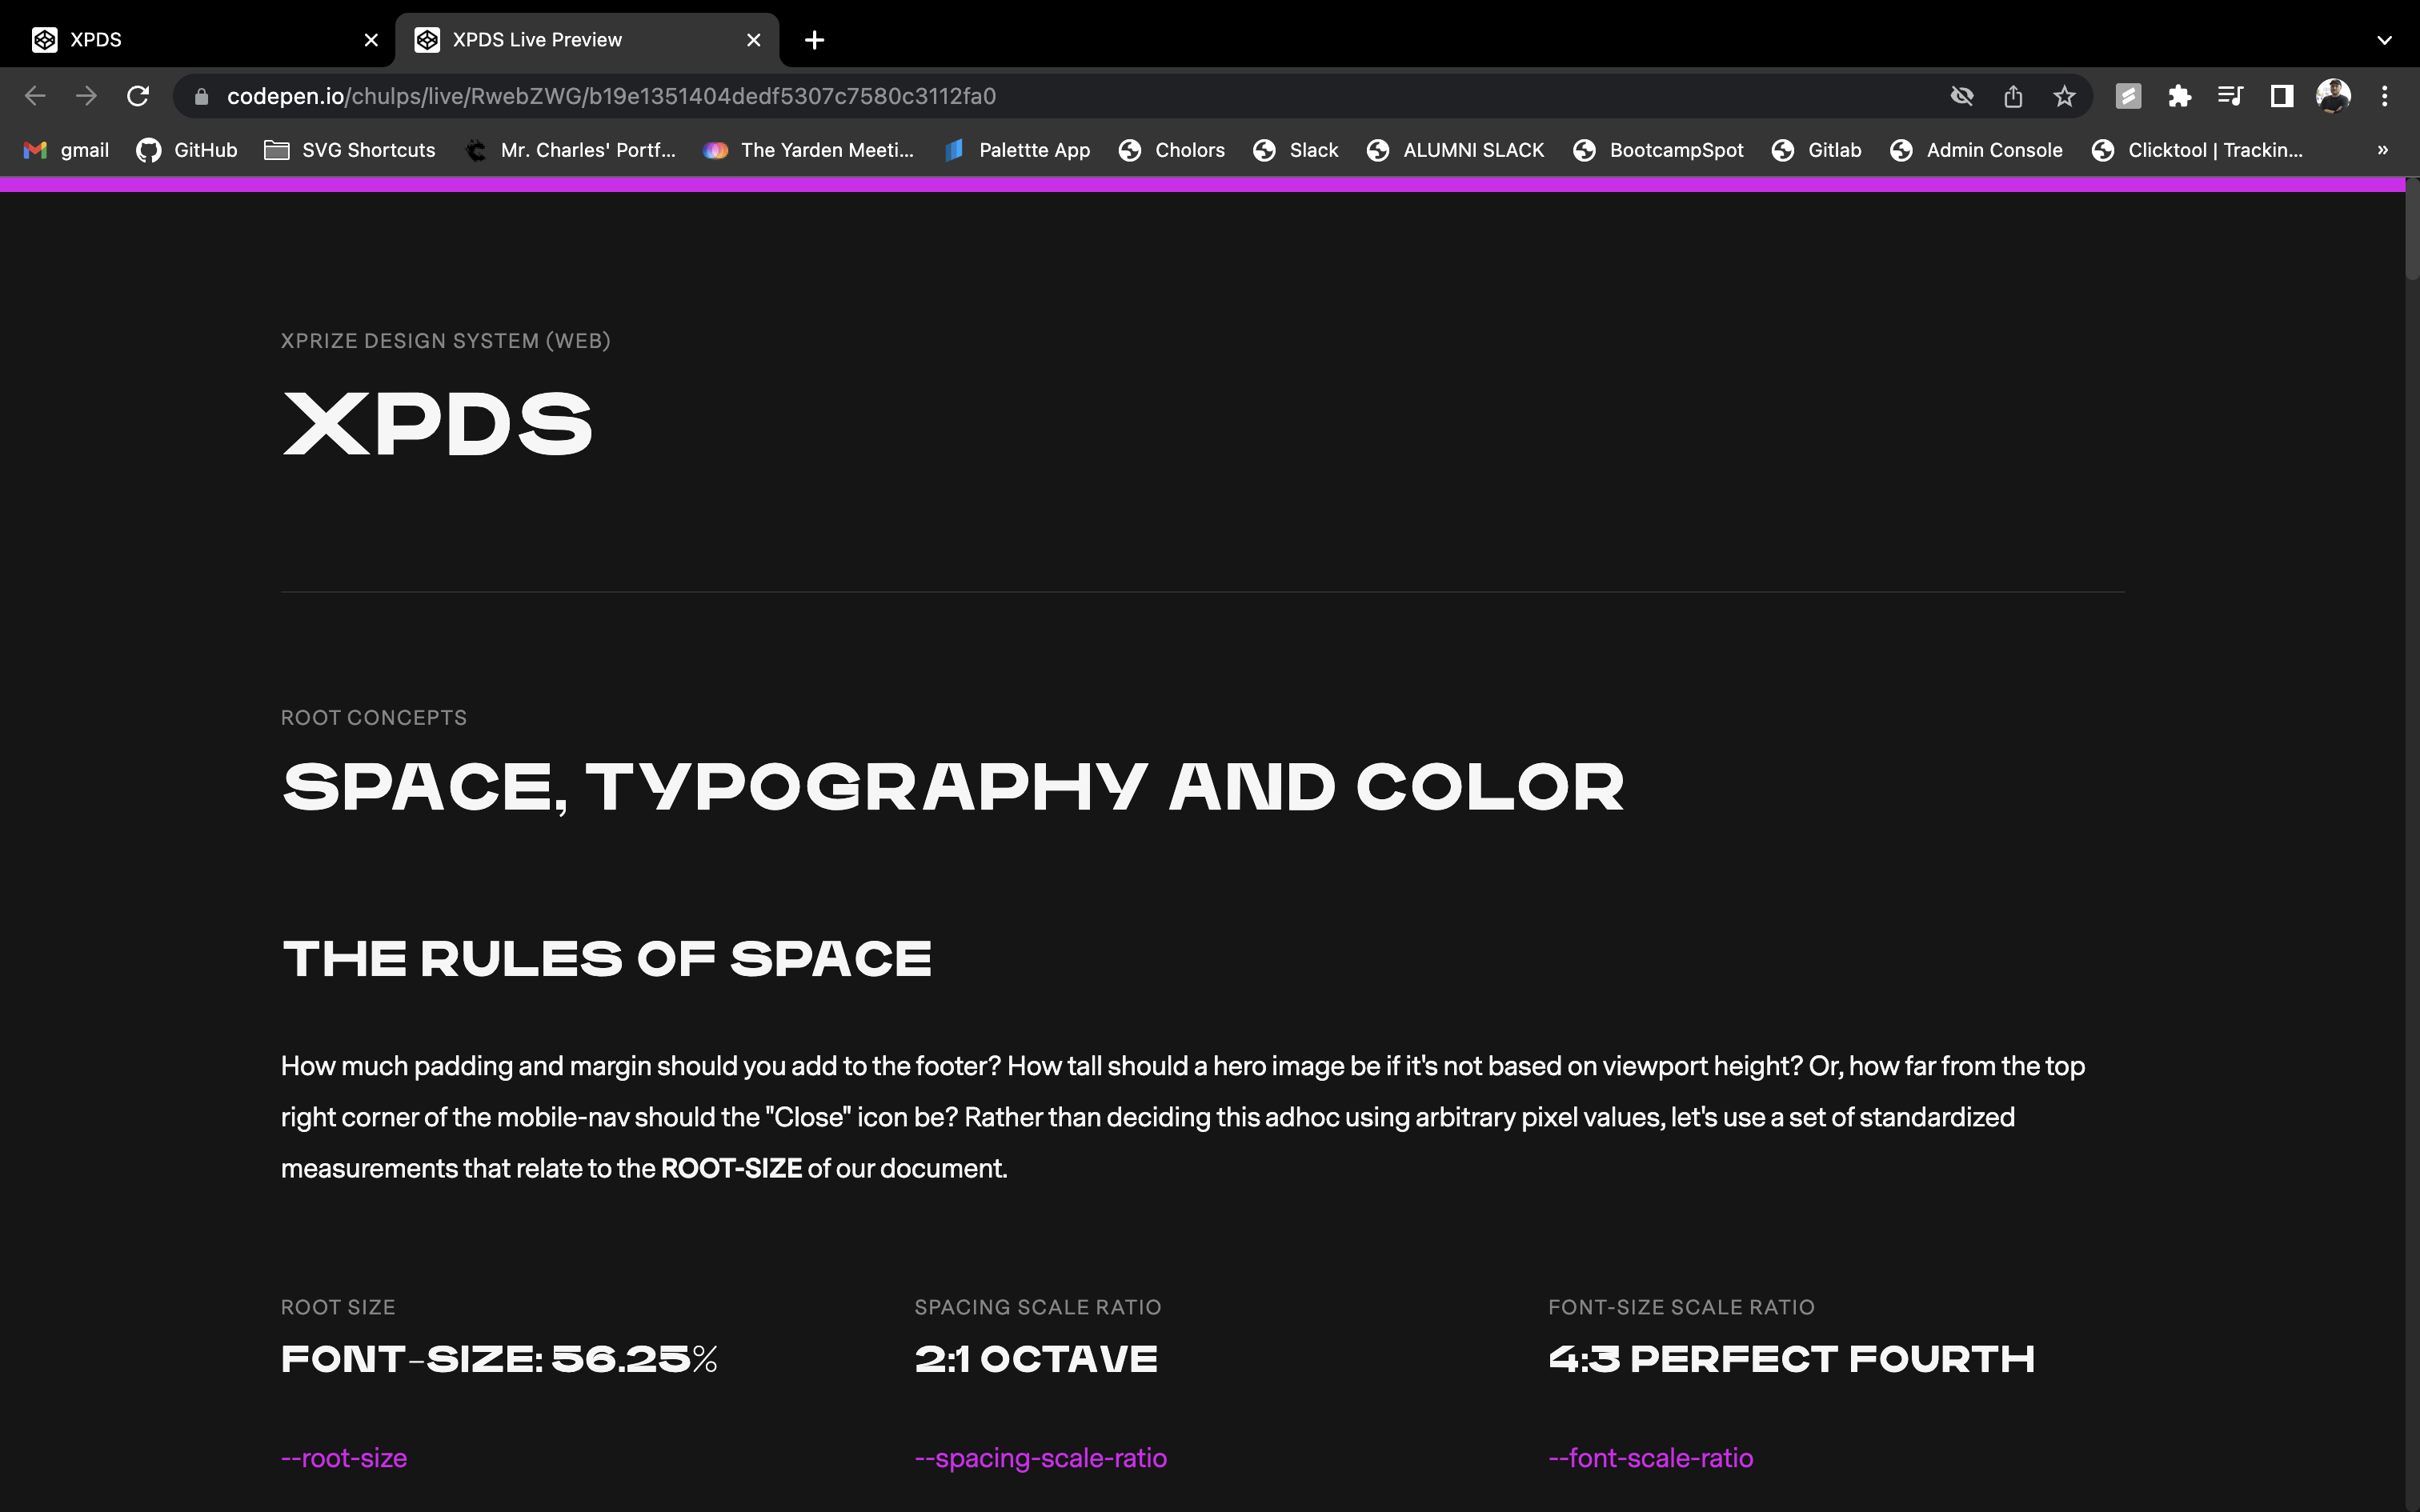 XPDS
XPDS Live Preview
codepen.io/chulps/live/RwebZWG/b19e1351404dedf5307c7580c3112fa0
gmail GitHub SVG Shortcuts Mr. Charles' Portf... The Yarden Meeti... Palettte App Cholors Slack ALUMNI SLACK BootcampSpot Gitlab Admin Console Clicktool | Trackin... »
XPRIZE DESIGN SYSTEM (WEB)
XPDS
ROOT CONCEPTS
SPACE, TYPOGRAPHY AND COLOR
THE RULES OF SPACE
How much padding and margin should you add to the footer? How tall should a hero image be if it's not based on viewport height? Or, how far from the top
right corner of the mobile-nav should the "Close" icon be? Rather than deciding this adhoc using arbitrary pixel values, let's use a set of standardized
measurements that relate to the ROOT-SIZE of our document.
ROOT SIZE
FONT-SIZE: 56.25%
--root-size
SPACING SCALE RATIO
2:1 OCTAVE
--spacing-scale-ratio
FONT-SIZE SCALE RATIO
4:3 PERFECT FOURTH
--font-scale-ratio